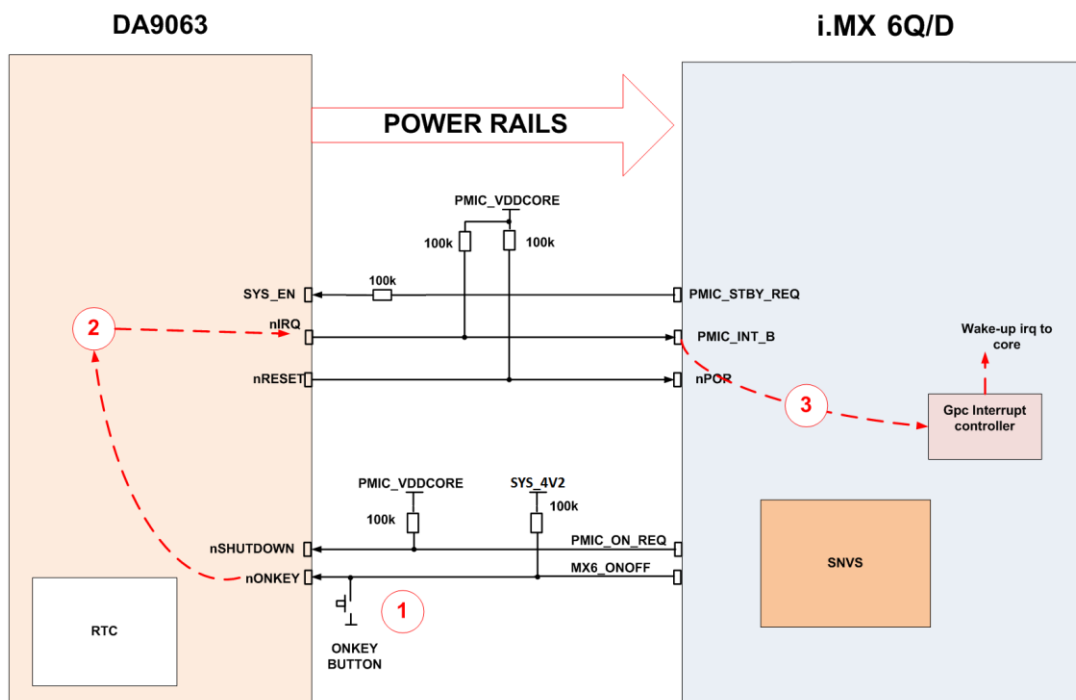 DA9063
i.MX 6Q/D
POWER RAILS
PMIC_VDDCORE
100k
100k
100k
SYS_EN
PMIC_STBY_REQ
nIRQ
PMIC_INT_B
2
Wake-up irq to
core
nRESET
nPOR
3
Gpc Interrupt
controller
PMIC_VDDCORE
SYS_4V2
100k
100k
nSHUTDOWN
PMIC_ON_REQ
nONKEY
MX6_ONOFF
SNVS
1
RTC
ONKEY
BUTTON